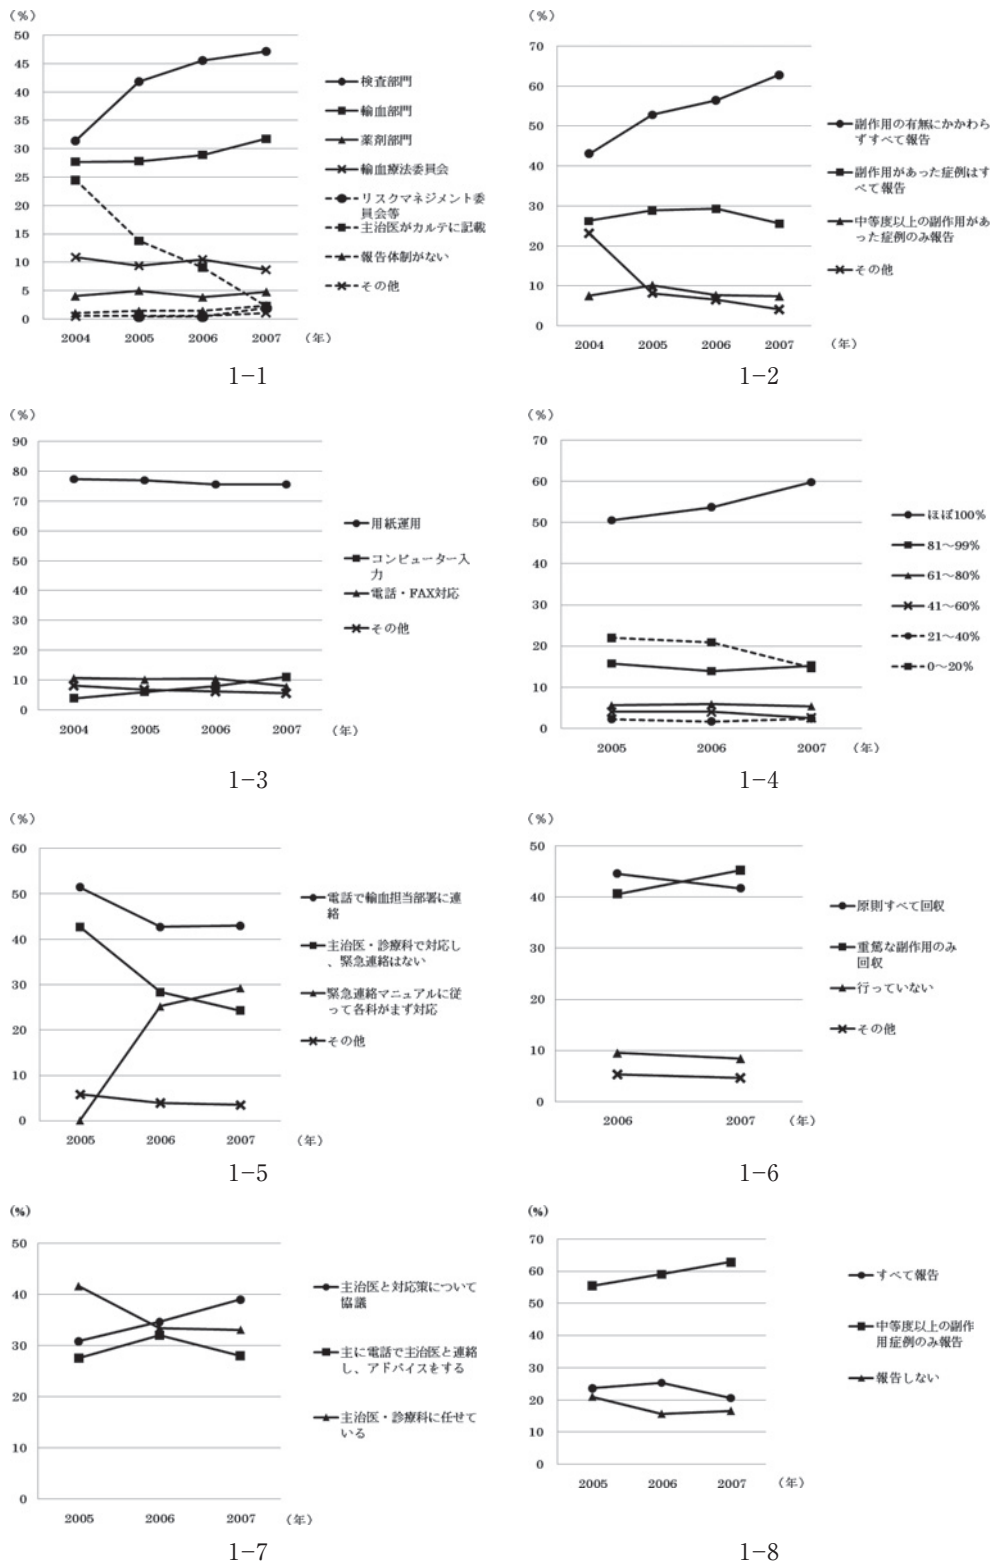 (%)
50
45
40
35
30
25
20
15
10
5
0
2004 2005 2006 2007 (年)
検査部門
輸血部門
薬剤部門
輸血療法委員会
リスクマネジメント委
員会等
主治医がカルテに記載
報告体制がない
その他
1-1
(%)
70
60
50
40
30
20
10
0
2004 2005 2006 2007 (年)
副作用の有無にかかわら
ずすべて報告
副作用があった症例はす
べて報告
中等度以上の副作用があ
った症例のみ報告
その他
1-2
(%)
90
80
70
60
50
40
30
20
10
0
2004 2005 2006 2007 (年)
用紙運用
コンピューター入
力
電話・FAX対応
その他
1-3
(%)
70
60
50
40
30
20
10
0
2005 2006 2007 (年)
ほぼ100%
81〜99%
61〜80%
41〜60%
21〜40%
0〜20%
1-4
(%)
60
50
40
30
20
10
0
2005 2006 2007 (年)
電話で輸血担当部署に連
絡
主治医・診療科で対応し
、緊急連絡はない
緊急連絡マニュアルに従
って各科がまず対応
その他
1-5
(%)
50
40
30
20
10
0
2006 2007 (年)
原則すべて回収
重篤な副作用のみ
回収
行っていない
その他
1-6
(%)
50
40
30
20
10
0
2005 2006 2007 (年)
主治医と対応策について
協議
主に電話で主治医と連絡
し、アドバイスをする
主治医・診療科に任せて
いる
1-7
(%)
70
60
50
40
30
20
10
0
2005 2006 2007 (年)
すべて報告
中等度以上の副作
用症例のみ報告
報告しない
1-8